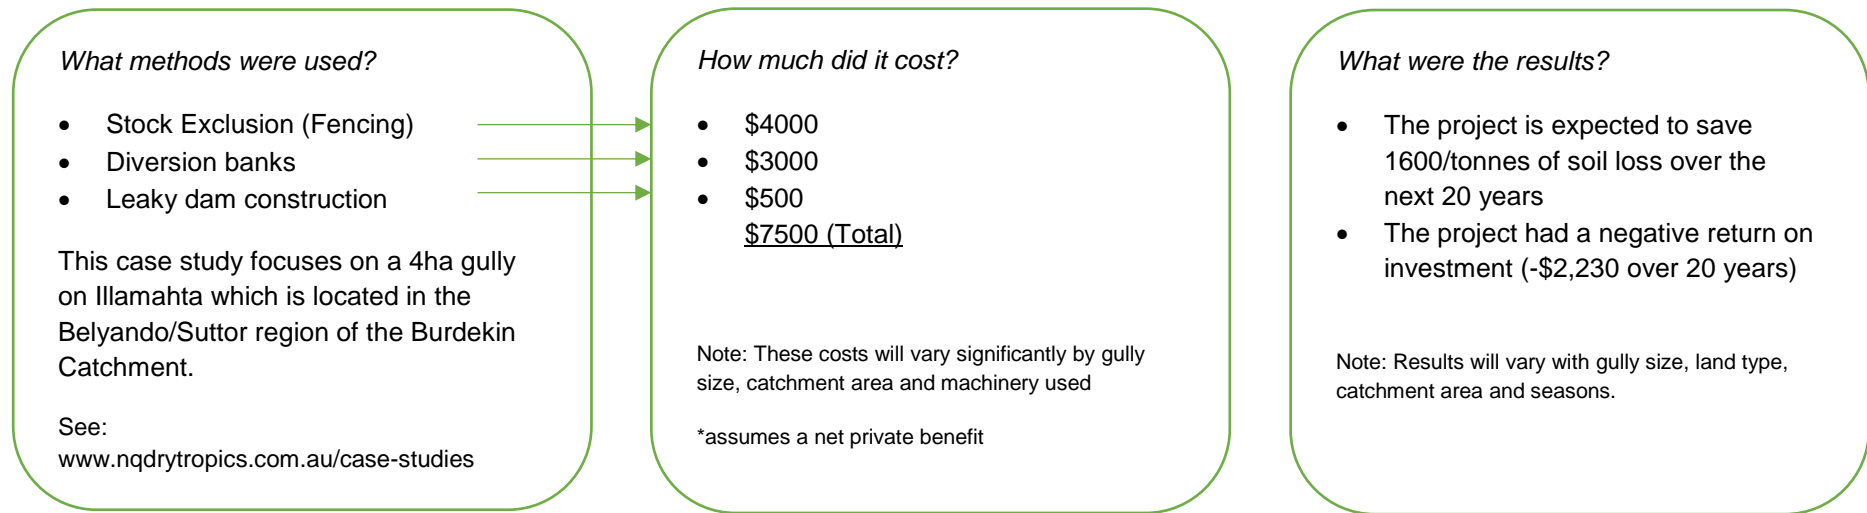 What methods were used?
• Stock Exclusion (Fencing)
• Diversion banks
• Leaky dam construction
This case study focuses on a 4ha gully
on Illamahta which is located in the
Belyando/Suttor region of the Burdekin
Catchment.
See:
www.nqdrytropics.com.au/case-studies
How much did it cost?
• $4000
• $3000
• $500
$7500 (Total)
Note: These costs will vary significantly by gully
size, catchment area and machinery used
*assumes a net private benefit
What were the results?
• The project is expected to save
1600/tonnes of soil loss over the
next 20 years
• The project had a negative return on
investment (-$2,230 over 20 years)
Note: Results will vary with gully size, land type,
catchment area and seasons.